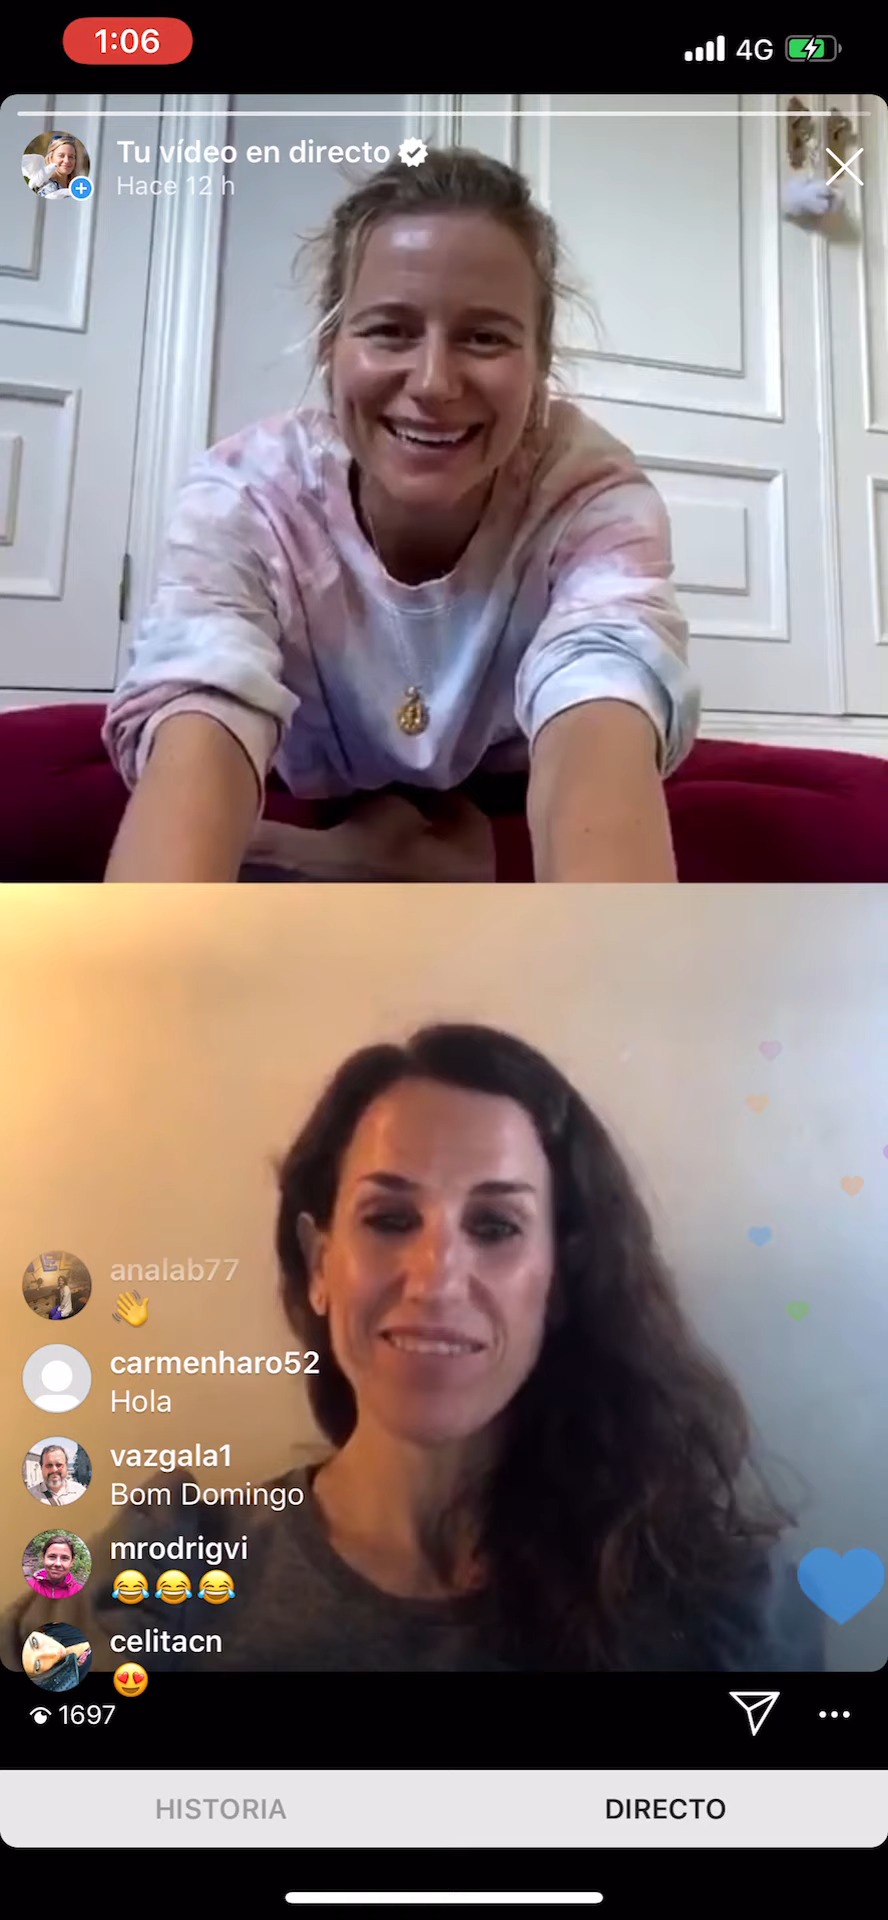 1:06
4G
Tu vídeo en directo
Hace 12 h
analab77
👋
carmenharo52
Hola
vazgala1
Bom Domingo
mrodrigvi
😂😂😂
celitacn
😍
1697
HISTORIA
DIRECTO